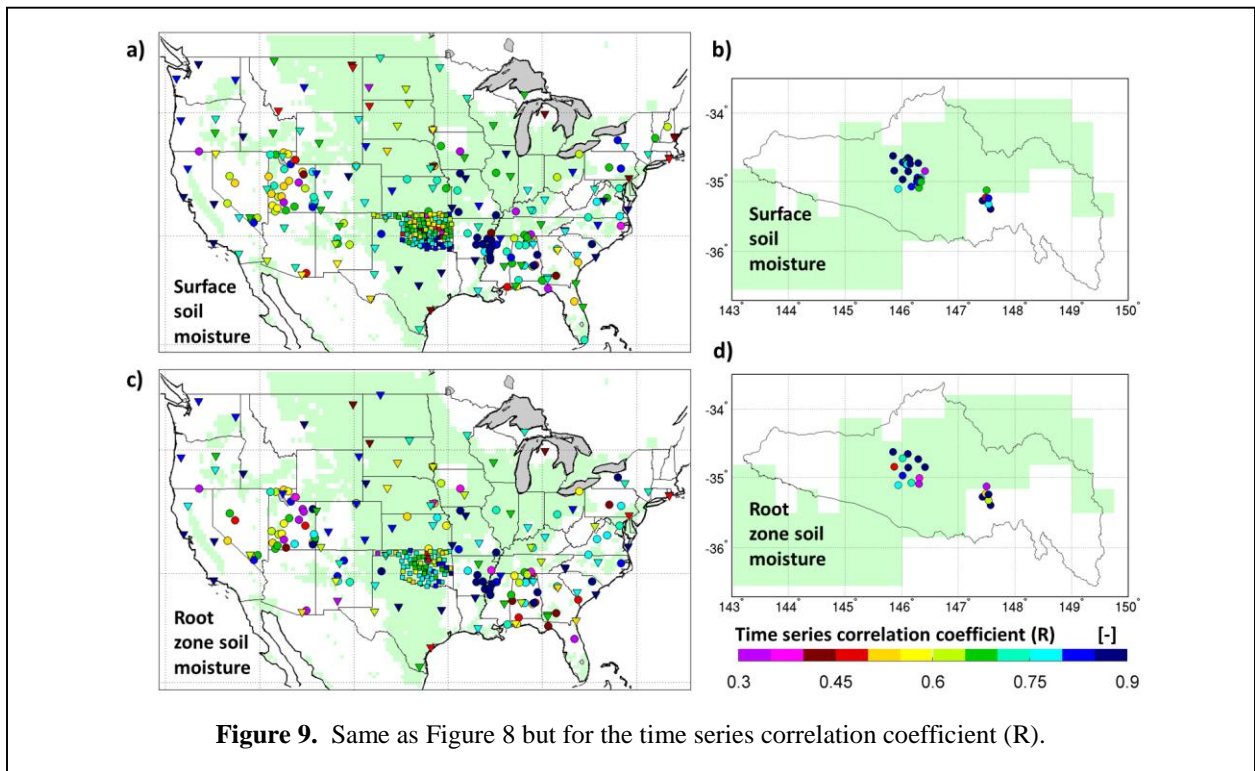 a)
Surface
soil
moisture
b)
-34°
-35°
-36°
Surface
soil
moisture
143° 144° 145° 146° 147° 148° 149° 150°
c)
Root
zone soil
moisture
d)
-34°
-35°
-36°
Root
zone soil
moisture
143° 144° 145° 146° 147° 148° 149° 150°
Time series correlation coefficient (R) [-]
0.3 0.45 0.6 0.75 0.9
Figure 9. Same as Figure 8 but for the time series correlation coefficient (R).